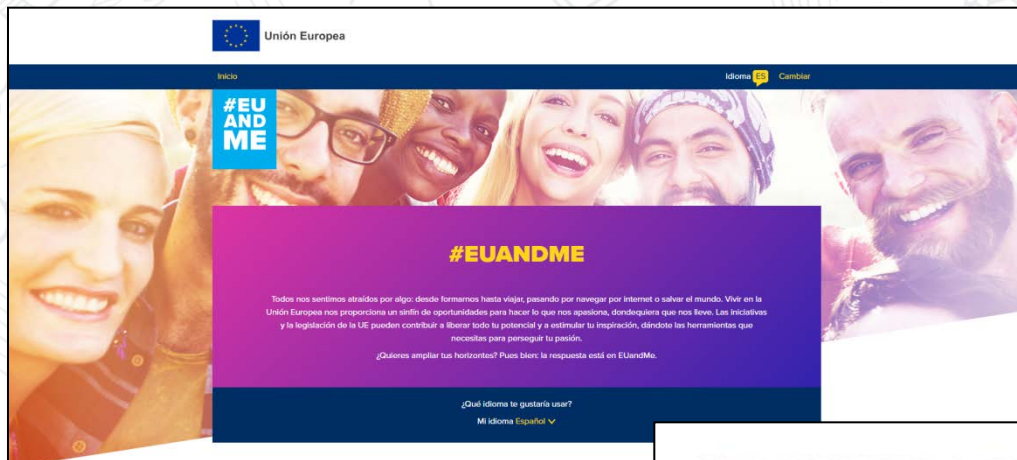 Unión Europea
Inicio
Idioma ES Cambiar
#EU
AND
ME
#EUANDME
Todos nos sentimos atraídos por algo: desde formarnos hasta viajar, pasando por navegar por internet o salvar el mundo. Vivir en la
Unión Europea nos proporciona un sinfín de oportunidades para hacer lo que nos apasiona, dondequiera que nos lleve. Las iniciativas
y la legislación de la UE pueden contribuir a liberar todo tu potencial y a estimular tu inspiración, dándote las herramientas que
necesitas para perseguir tu pasión.
¿Quieres ampliar tus horizontes? Pues bien: la respuesta está en EUandMe.
¿Qué idioma te gustaría usar?
Mi idioma Español